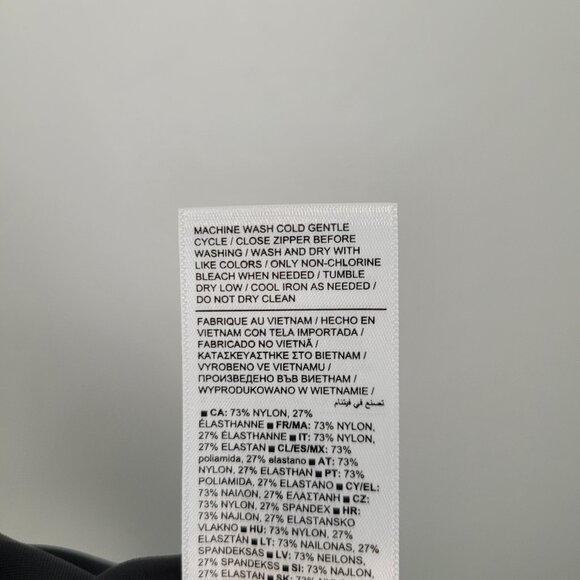 MACHINE WASH COLD GENTLE
CYCLE / CLOSE ZIPPER BEFORE
WASHING / WASH AND DRY WITH
LIKE COLORS / ONLY NON-CHLORINE
BLEACH WHEN NEEDED / TUMBLE
DRY LOW / COOL IRON AS NEEDED /
DO NOT DRY CLEAN
FABRIQUE AU VIETNAM / HECHO EN
VIETNAM CON TELA IMPORTADA /
FABRICADO NO VIETNÃ /
ΚΑΤΑΣΚΕΥΑΣΤΗΚΕ ΣΤΟ ΒΙΕΤΝΑΜ /
VYROBENO VE VIETNAMU /
ПРОИЗВЕДЕНО ВЪВ ВИЕТНАМ /
WYPRODUKOWANO W WIETNAMIE /
تصنع في فيتنام
■ CA: 73% NYLON, 27%
ÉLASTHANNE ■ FR/MA: 73% NYLON,
27% ÉLASTHANNE ■ IT: 73% NYLON,
27% ELASTAN ■ CL/ES/MX: 73%
poliamida, 27% elastano ■ AT: 73%
NYLON, 27% ELASTHAN ■ PT: 73%
POLIAMIDA, 27% ELASTANO ■ CY/EL:
73% ΝΑΙΛΟΝ, 27% ΕΛΑΣΤΑΝΗ ■ CZ:
73% NYLON, 27% SPANDEX ■ HR:
73% NAJLON, 27% ELASTANSKO
VLAKNO ■ HU: 73% NYLON, 27%
ELASZTÁN ■ LT: 73% NAILONAS, 27%
SPANDEKSAS ■ LV: 73% NEILONS,
27% SPANDEKSS ■ SI: 73% NAJLON,
27% ELASTAN ■ SK: